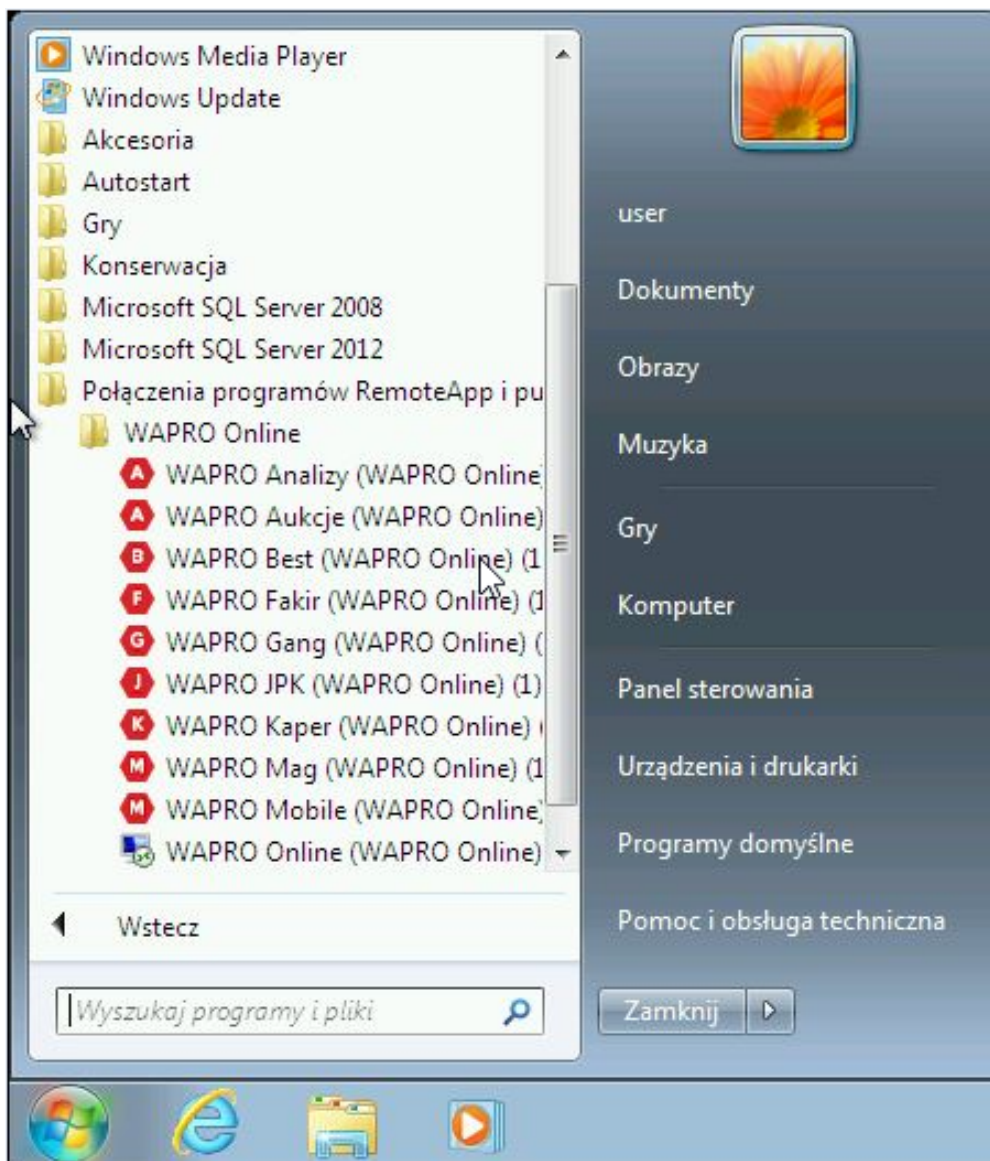 Windows Media Player
Windows Update
Akcesoria
Autostart
Gry
Konserwacja
Microsoft SQL Server 2008
Microsoft SQL Server 2012
Połączenia programów RemoteApp i pu
WAPRO Online
A WAPRO Analizy (WAPRO Online)
A WAPRO Aukcje (WAPRO Online)
B WAPRO Best (WAPRO Online) (1
F WAPRO Fakir (WAPRO Online) (1
G WAPRO Gang (WAPRO Online) (
J WAPRO JPK (WAPRO Online) (1)
K WAPRO Kaper (WAPRO Online) (
M WAPRO Mag (WAPRO Online) (1
M WAPRO Mobile (WAPRO Online)
WAPRO Online (WAPRO Online)
Wstecz
Wyszukaj programy i pliki
user
Dokumenty
Obrazy
Muzyka
Gry
Komputer
Panel sterowania
Urządzenia i drukarki
Programy domyślne
Pomoc i obsługa techniczna
Zamknij